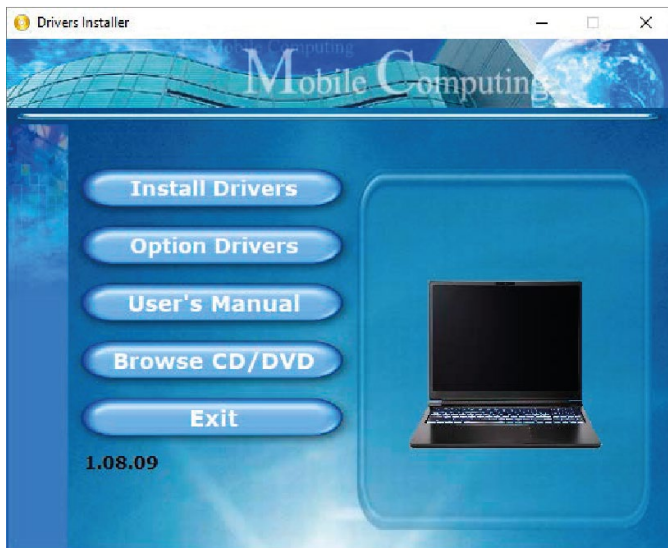 Drivers Installer
Mobile Computing
Mobile Computing
Install Drivers
Option Drivers
User's Manual
Browse CD/DVD
Exit
1.08.09